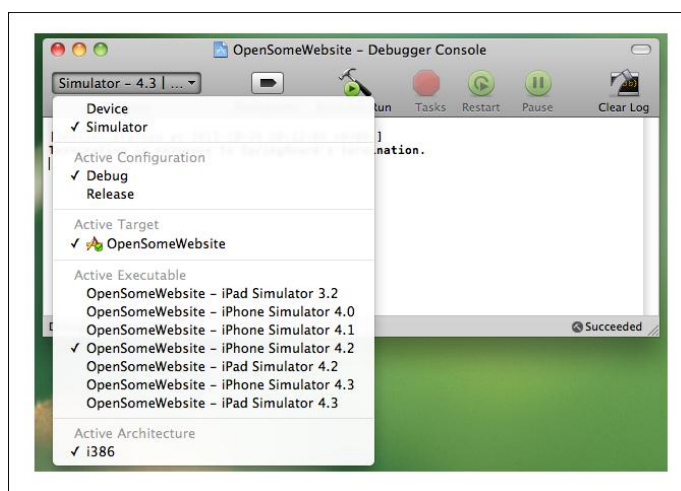 OpenSomeWebsite – Debugger Console
Simulator – 4.3 | ...
Run Tasks Restart Pause Clear Log
Device
✓ Simulator
]
Active Configuration
✓ Debug
Release
Active Target
✓ OpenSomeWebsite
Active Executable
OpenSomeWebsite – iPad Simulator 3.2
OpenSomeWebsite – iPhone Simulator 4.0
OpenSomeWebsite – iPhone Simulator 4.1
✓ OpenSomeWebsite – iPhone Simulator 4.2
OpenSomeWebsite – iPad Simulator 4.2
OpenSomeWebsite – iPhone Simulator 4.3
OpenSomeWebsite – iPad Simulator 4.3
Succeeded
Active Architecture
✓ i386